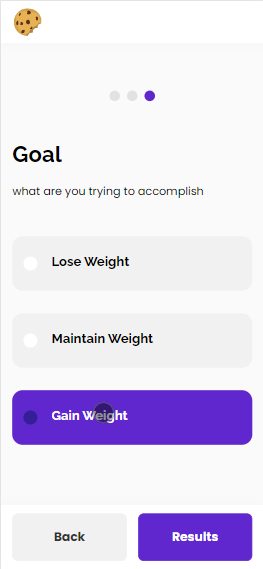 Goal
what are you trying to accomplish
Lose Weight
Maintain Weight
Gain Weight
Back
Results